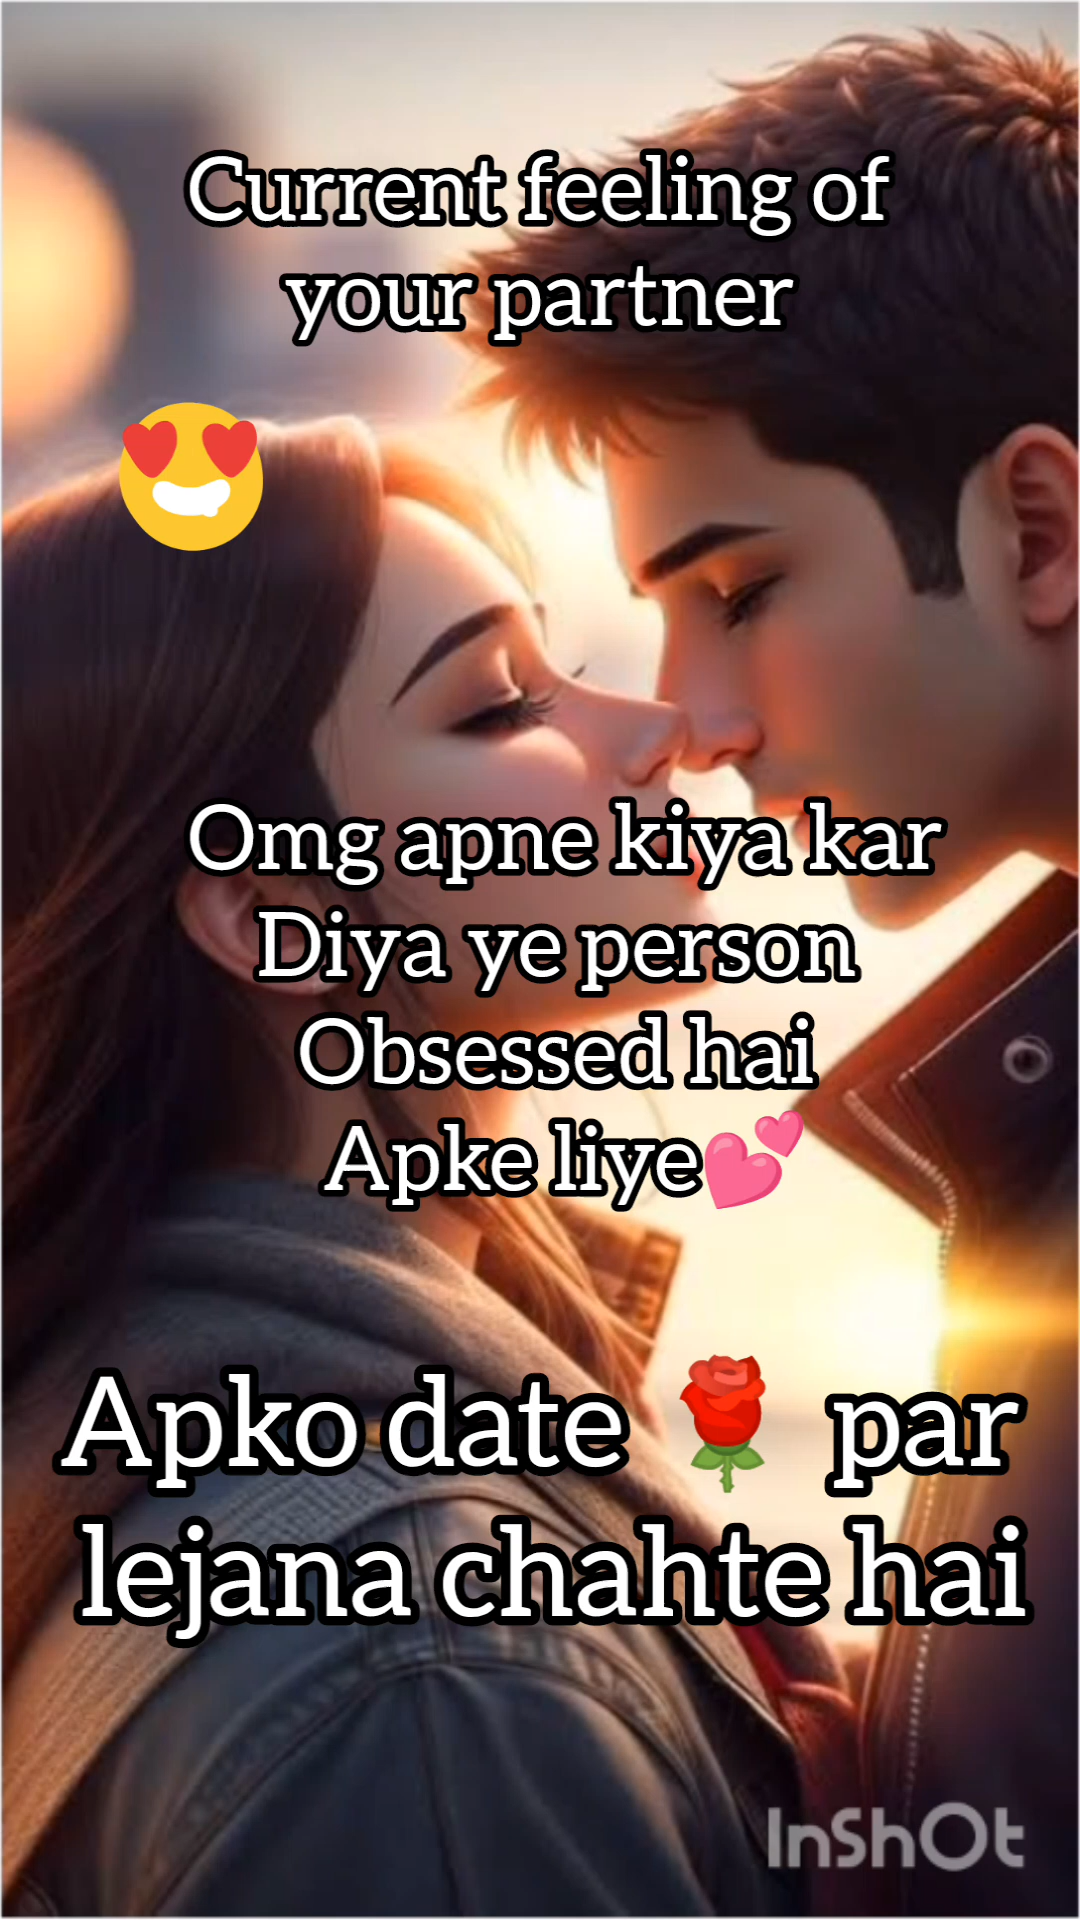 Current feeling of
your partner
😍
Omg apne kiya kar
Diya ye person
Obsessed hai
Apke liye💕
Apko date 🌹 par
lejana chahte hai
InShOt